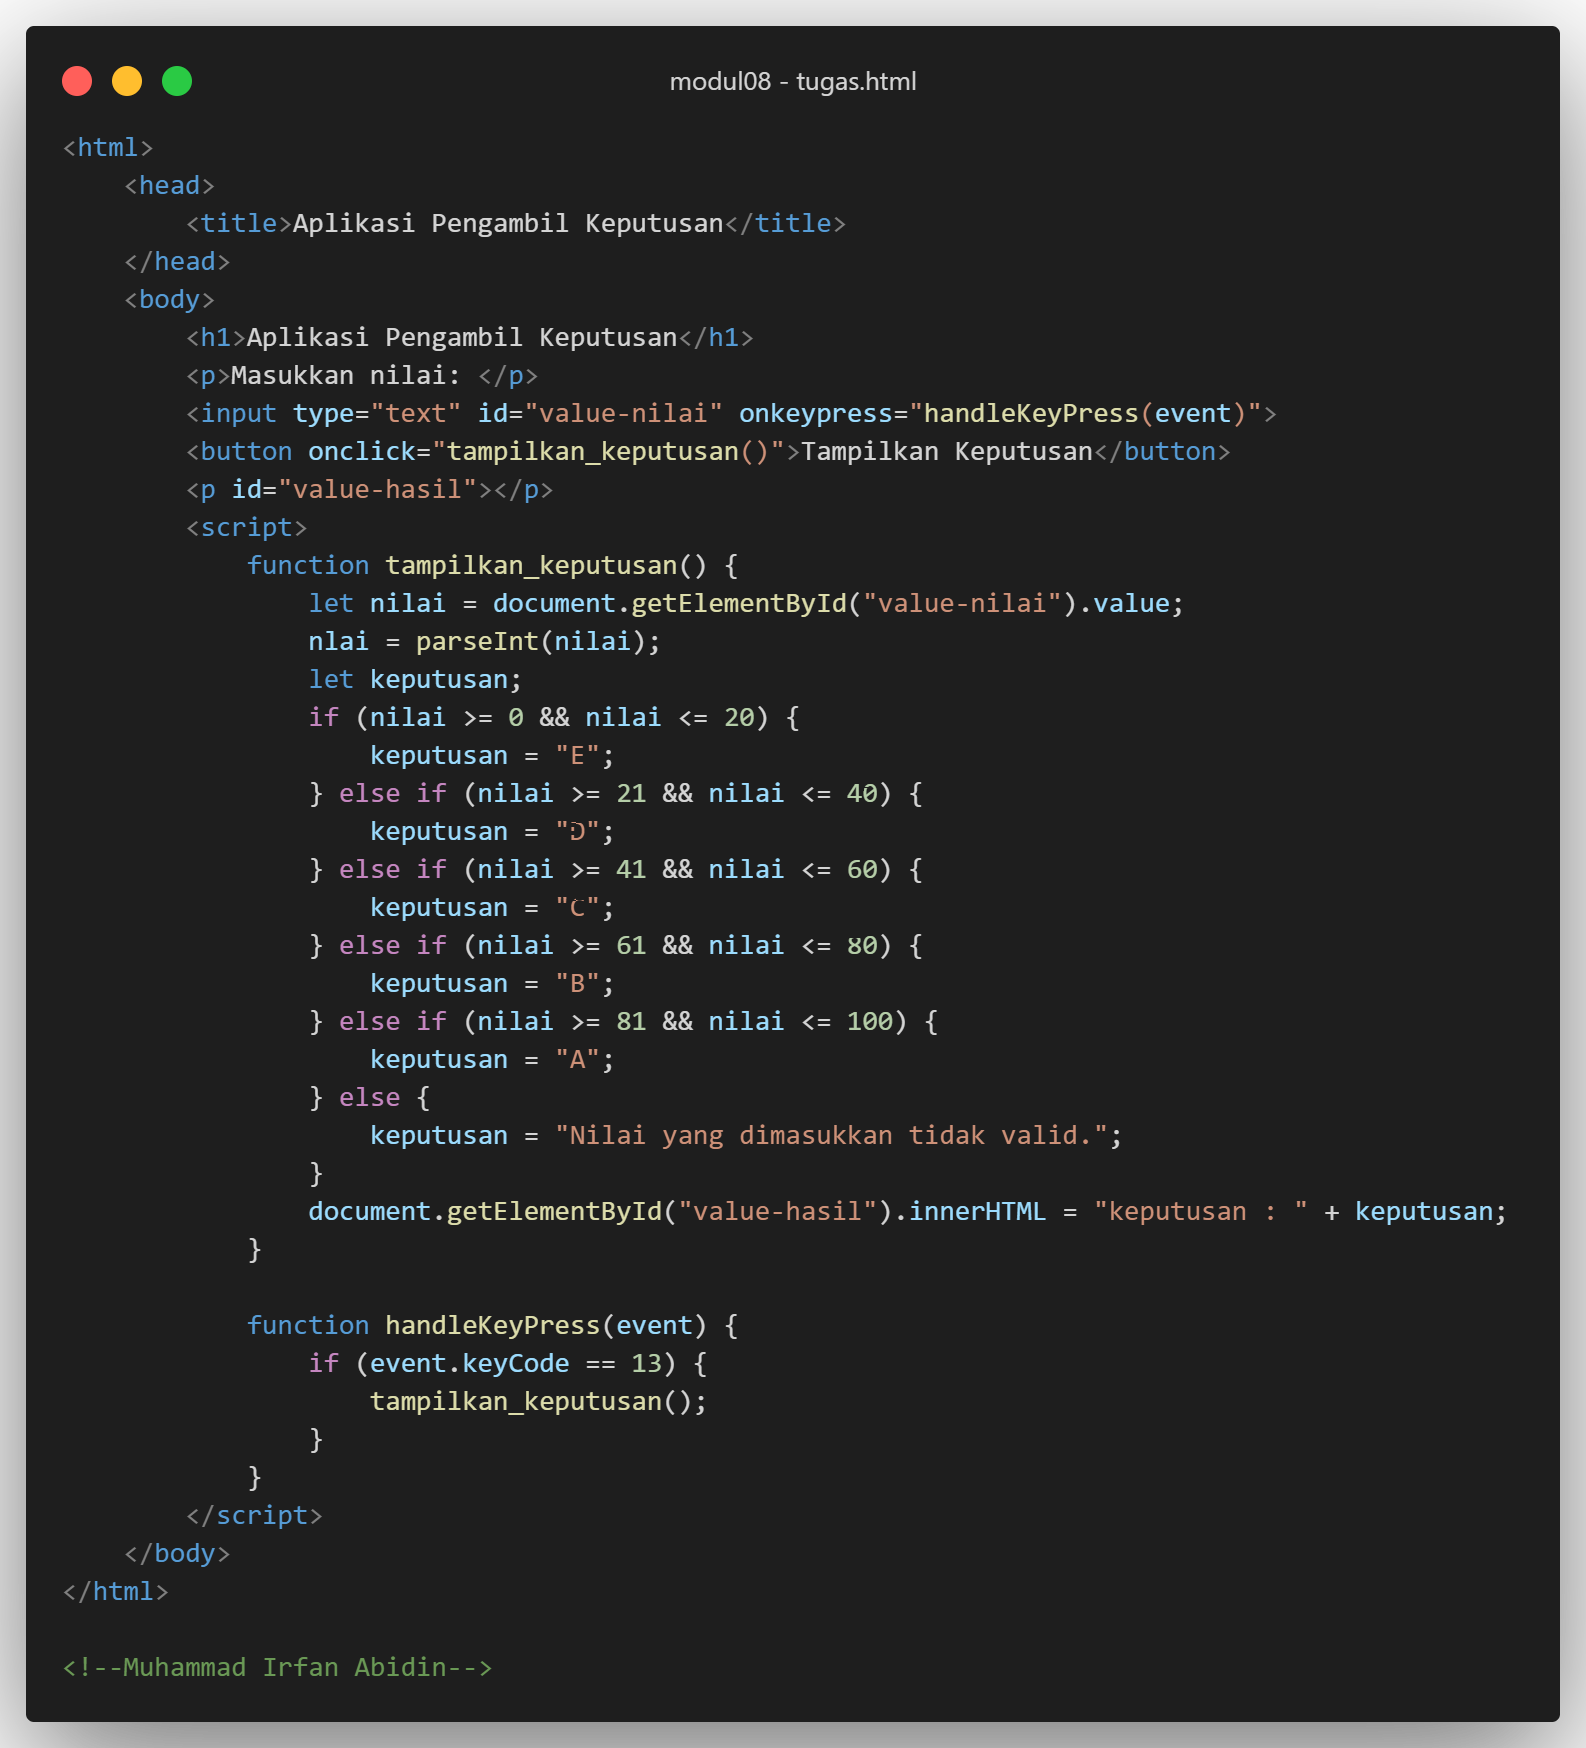 modul08 - tugas.html
<html>
    <head>
        <title>Aplikasi Pengambil Keputusan</title>
    </head>
    <body>
        <h1>Aplikasi Pengambil Keputusan</h1>
        <p>Masukkan nilai: </p>
        <input type="text" id="value-nilai" onkeypress="handleKeyPress(event)">
        <button onclick="tampilkan_keputusan()">Tampilkan Keputusan</button>
        <p id="value-hasil"></p>
        <script>
            function tampilkan_keputusan() {
                let nilai = document.getElementById("value-nilai").value;
                nlai = parseInt(nilai);
                let keputusan;
                if (nilai >= 0 && nilai <= 20) {
                    keputusan = "E";
                } else if (nilai >= 21 && nilai <= 40) {
                    keputusan = "D";
                } else if (nilai >= 41 && nilai <= 60) {
                    keputusan = "C";
                } else if (nilai >= 61 && nilai <= 80) {
                    keputusan = "B";
                } else if (nilai >= 81 && nilai <= 100) {
                    keputusan = "A";
                } else {
                    keputusan = "Nilai yang dimasukkan tidak valid.";
                }
                document.getElementById("value-hasil").innerHTML = "keputusan : " + keputusan;
            }

            function handleKeyPress(event) {
                if (event.keyCode == 13) {
                    tampilkan_keputusan();
                }
            }
        </script>
    </body>
</html>

<!--Muhammad Irfan Abidin-->